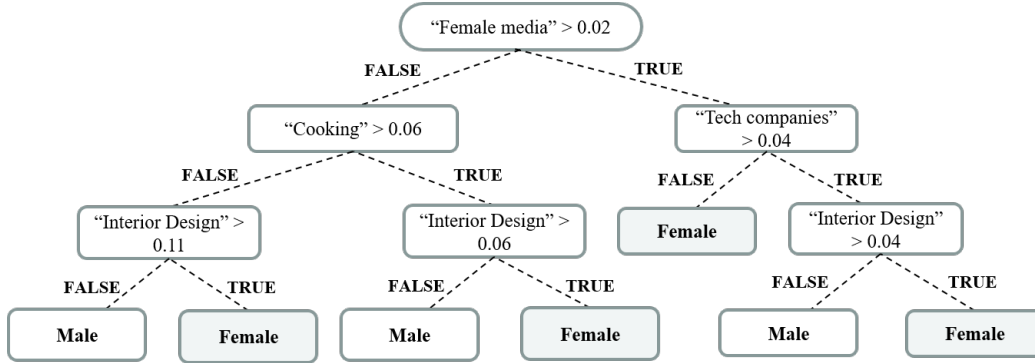 “Female media” > 0.02
FALSE
TRUE
“Cooking” > 0.06
“Tech companies”
> 0.04
FALSE
TRUE
FALSE
TRUE
“Interior Design” >
0.11
“Interior Design” >
0.06
Female
“Interior Design”
> 0.04
FALSE
TRUE
FALSE
TRUE
FALSE
TRUE
Male
Female
Male
Female
Male
Female